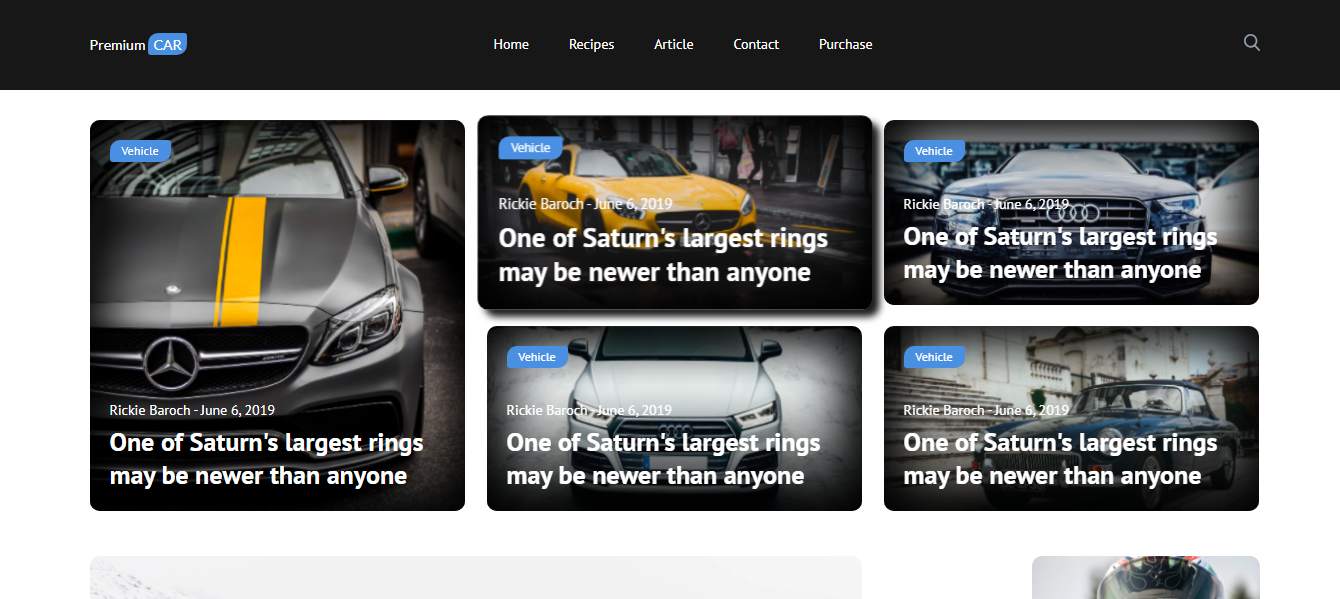 Premium CAR
Home
Recipes
Article
Contact
Purchase
Vehicle
Rickie Baroch - June 6, 2019
One of Saturn's largest rings
may be newer than anyone
Vehicle
Rickie Baroch - June 6, 2019
One of Saturn's largest rings
may be newer than anyone
Vehicle
Rickie Baroch - June 6, 2019
One of Saturn's largest rings
may be newer than anyone
Vehicle
Rickie Baroch - June 6, 2019
One of Saturn's largest rings
may be newer than anyone
Vehicle
Rickie Baroch - June 6, 2019
One of Saturn's largest rings
may be newer than anyone